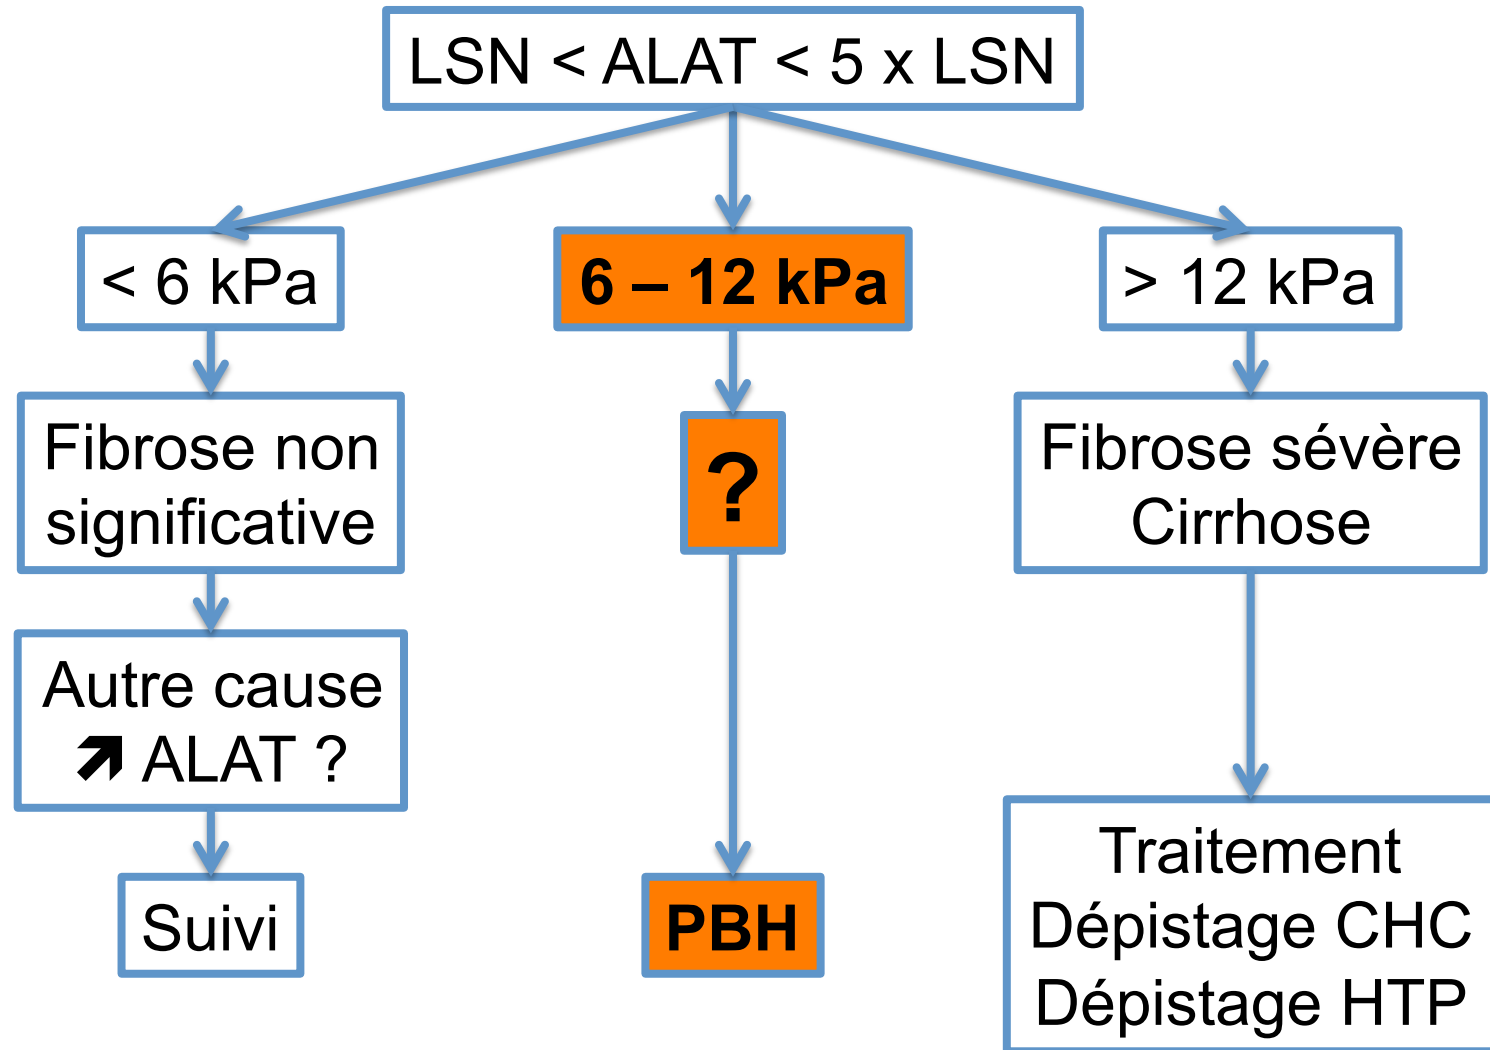 LSN < ALAT < 5 x LSN
< 6 kPa
6 – 12 kPa
> 12 kPa
Fibrose non
significative
?
Fibrose sévère
Cirrhose
Autre cause
↗ ALAT ?
Suivi
PBH
Traitement
Dépistage CHC
Dépistage HTP